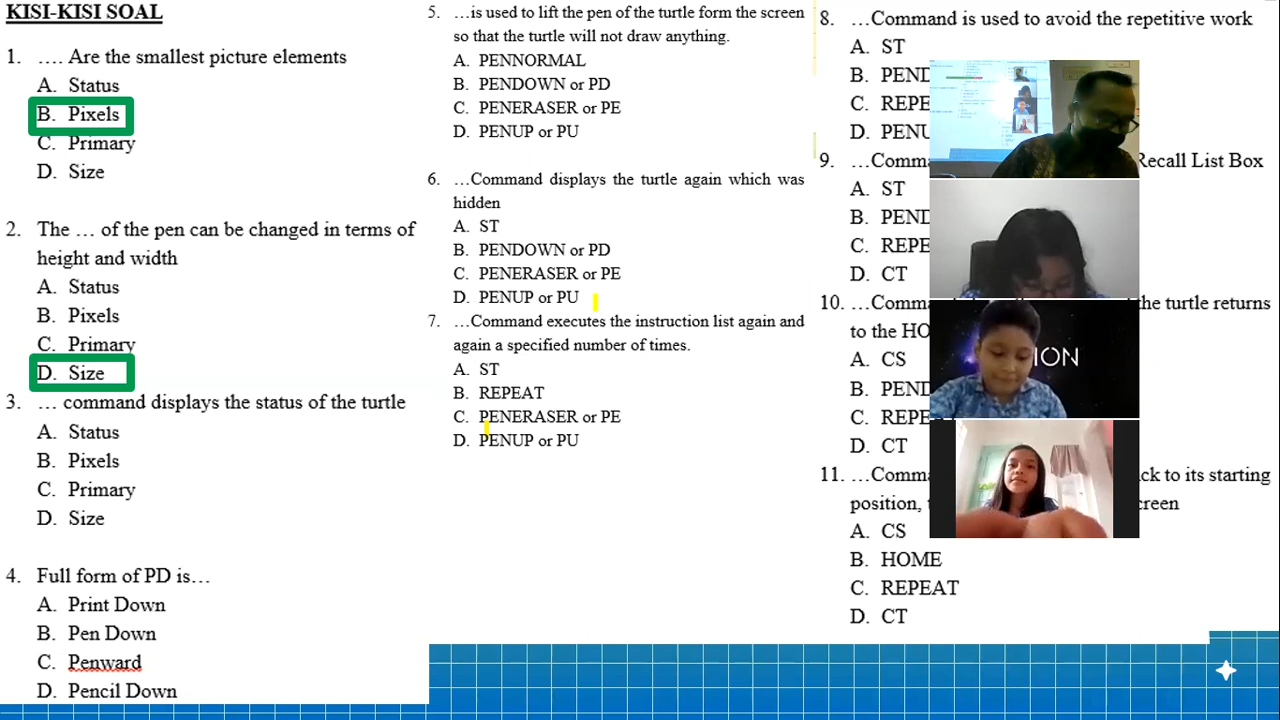 KISI-KISI SOAL
1. …. Are the smallest picture elements
A. Status
B. Pixels
C. Primary
D. Size
2. The … of the pen can be changed in terms of
height and width
A. Status
B. Pixels
C. Primary
D. Size
3. … command displays the status of the turtle
A. Status
B. Pixels
C. Primary
D. Size
4. Full form of PD is…
A. Print Down
B. Pen Down
C. Penward
D. Pencil Down
5. …is used to lift the pen of the turtle form the screen
so that the turtle will not draw anything.
A. PENNORMAL
B. PENDOWN or PD
C. PENERASER or PE
D. PENUP or PU
6. …Command displays the turtle again which was
hidden
A. ST
B. PENDOWN or PD
C. PENERASER or PE
D. PENUP or PU
7. …Command executes the instruction list again and
again a specified number of times.
A. ST
B. REPEAT
C. PENERASER or PE
D. PENUP or PU
8. …Command is used to avoid the repetitive work
A. ST
B. PEND
C. REPE
D. PENU
9. …Comma Recall List Box
A. ST
B. PEND
C. REPE
D. CT
10. …Comma the turtle returns
to the HO
A. CS
B. PEND
C. REPE
D. CT
11. …Comma ck to its starting
position, creen
A. CS
B. HOME
C. REPEAT
D. CT
ION